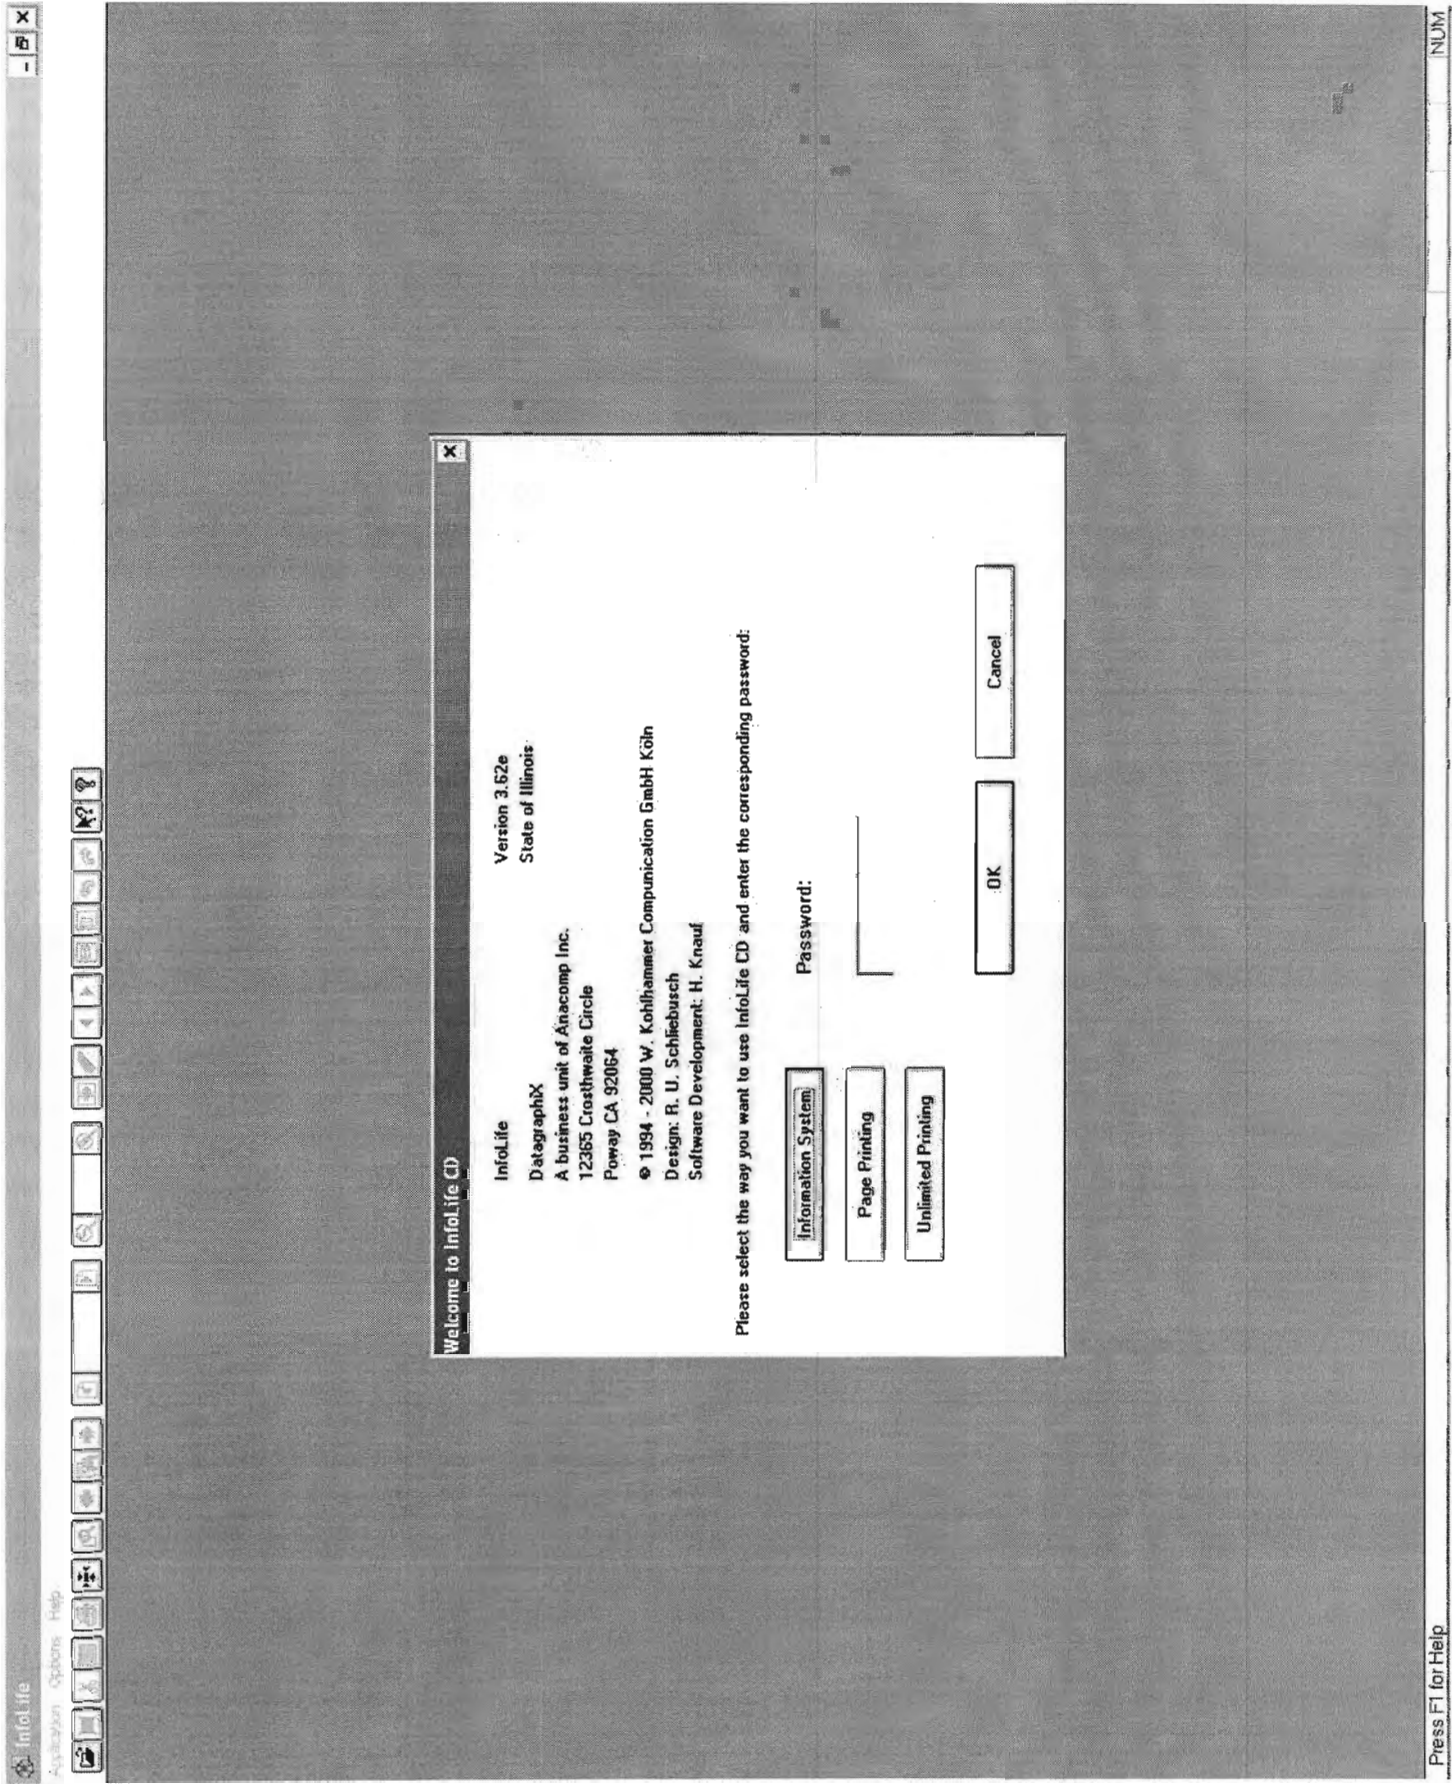 InfoLife
Application Options Help
Welcome to InfoLife CD
InfoLife Version 3.62e
State of Illinois
DatagraphiX
A business unit of Anacomp Inc.
12365 Crosthwaite Circle
Poway CA 92064
© 1994 - 2000 W. Kohlhammer Compunication GmbH Köln
Design: R. U. Schliebusch
Software Development: H. Knauf
Please select the way you want to use InfoLife CD and enter the corresponding password:
Information System
Password:
Page Printing
Unlimited Printing
OK Cancel
Press F1 for Help NUM